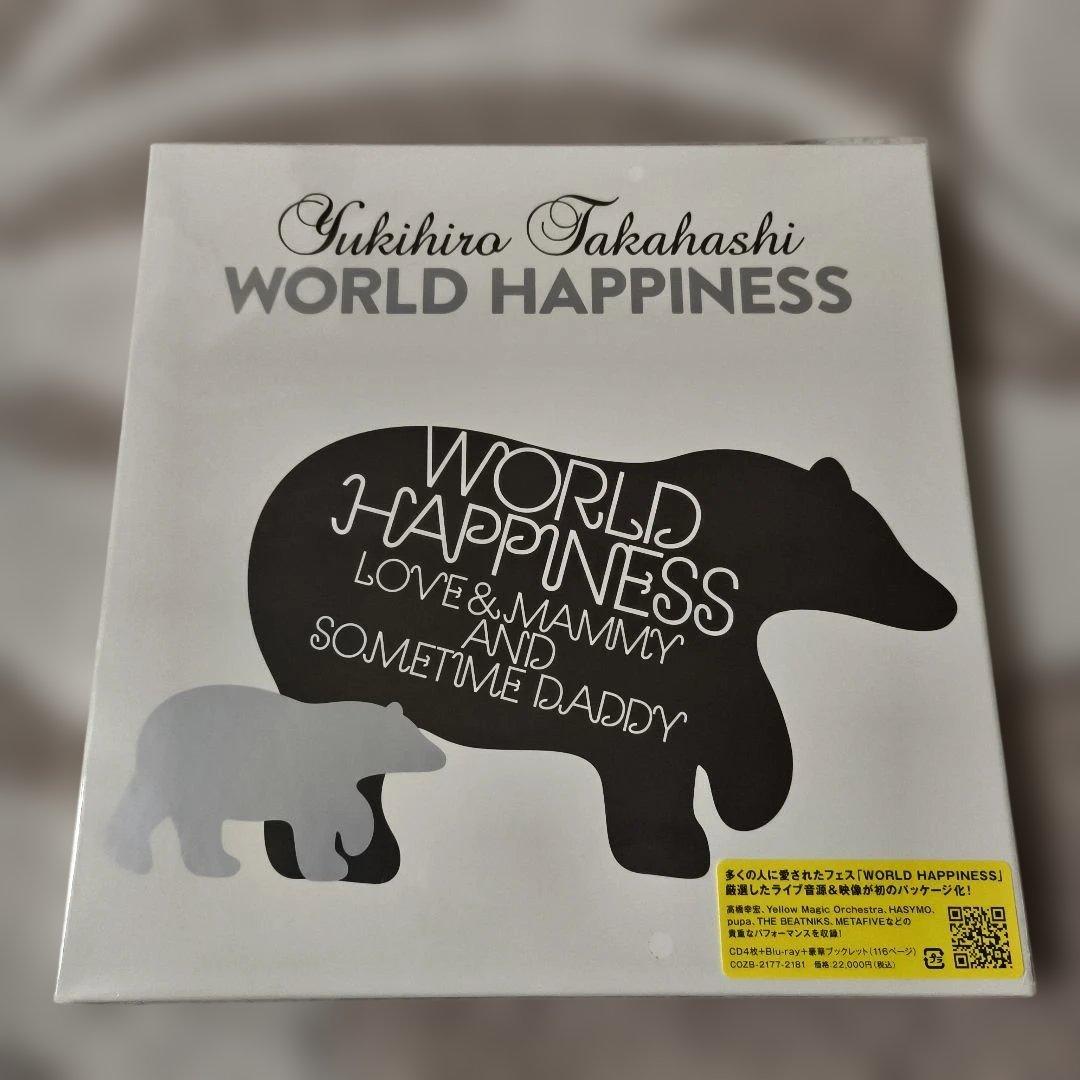 Yukihiro Takahashi
WORLD HAPPINESS
WORLD
HAPPINESS
LOVE & MAMMY
AND
SOMETIME DADDY
多くの人に愛されたフェス「WORLD HAPPINESS」
厳選したライブ音源&映像が初のパッケージ化!
高橋幸宏、Yellow Magic Orchestra、HASYMO、
pupa、THE BEATNIKS、METAFIVEなどの
貴重なパフォーマンスを収録!
CD4枚+Blu-ray+豪華ブックレット(116ページ)
COZB-2177-2181 価格:22,000円(税込)
プラ